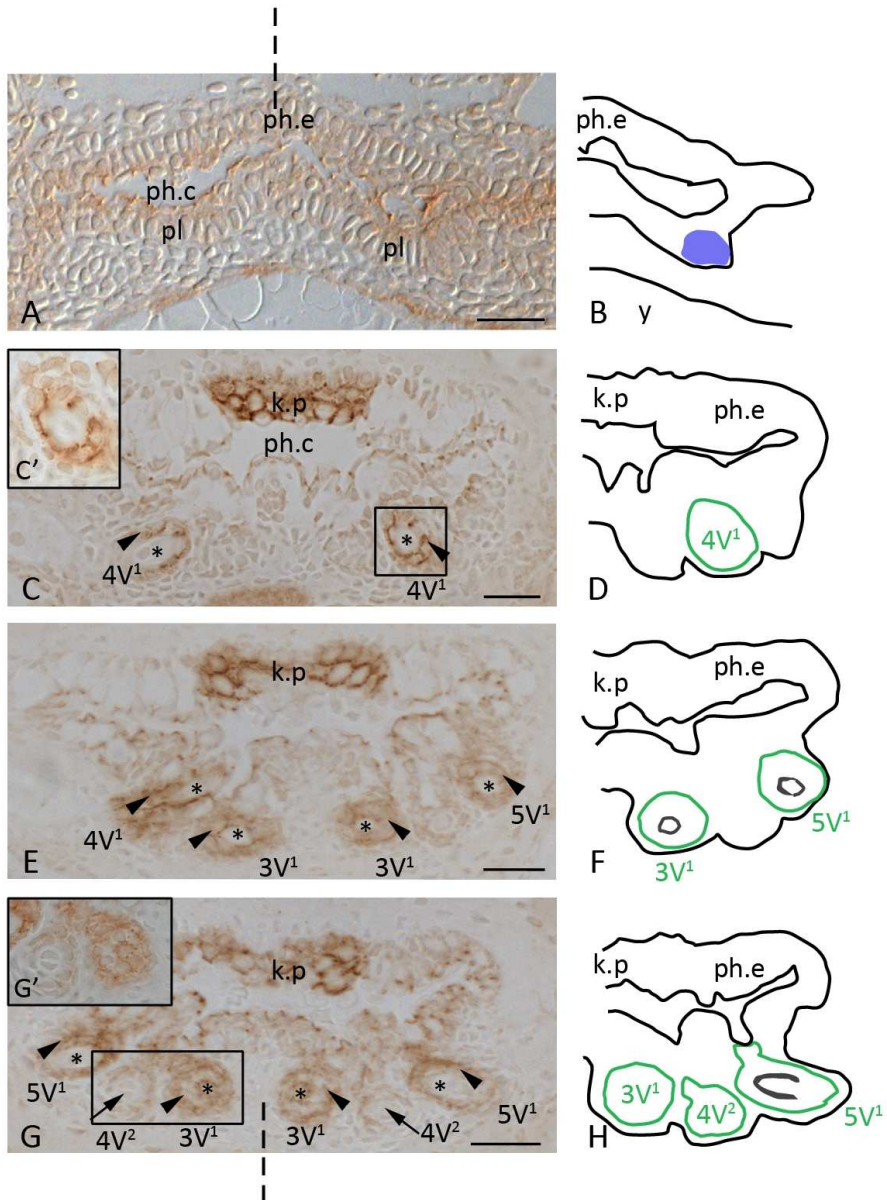 ph.e
ph.c
pl
pl
A
ph.e
B
y
C'
k.p
ph.c
*
*
4V¹
4V¹
C
k.p
ph.e
4V¹
D
k.p
*
*
*
*
4V¹
3V¹
3V¹
5V¹
E
k.p
ph.e
3V¹
5V¹
F
G'
k.p
*
*
*
*
5V¹
4V²
3V¹
3V¹
4V²
5V¹
G
k.p
ph.e
3V¹
4V²
5V¹
H